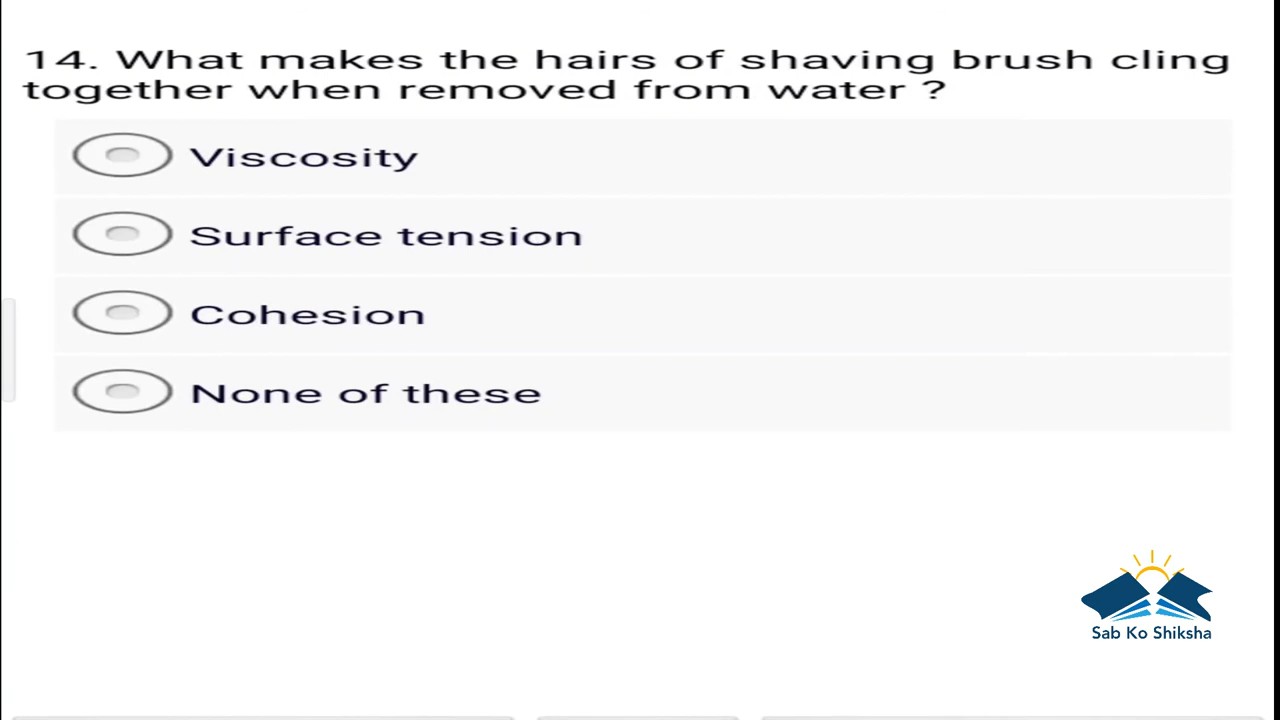 14. What makes the hairs of shaving brush cling
together when removed from water ?
Viscosity
Surface tension
Cohesion
None of these
Sab Ko Shiksha